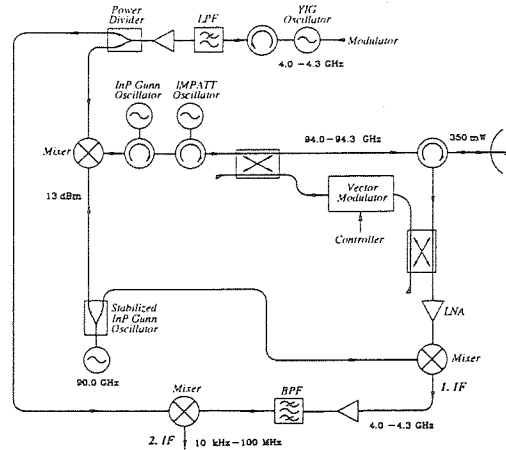 Power
Divider
LPF
YIG
Oscillator
Modulator
4.0 – 4.3 GHz
InP Gunn
Oscillator
IMPATT
Oscillator
Mixer
94.0–94.3 GHz
350 mW
13 dBm
Vector
Modulator
Controller
Stabilized
InP Gunn
Oscillator
LNA
90.0 GHz
Mixer
1. IF
Mixer
BPF
4.0 –4.3 GHz
2. IF
10 kHz–100 MHz